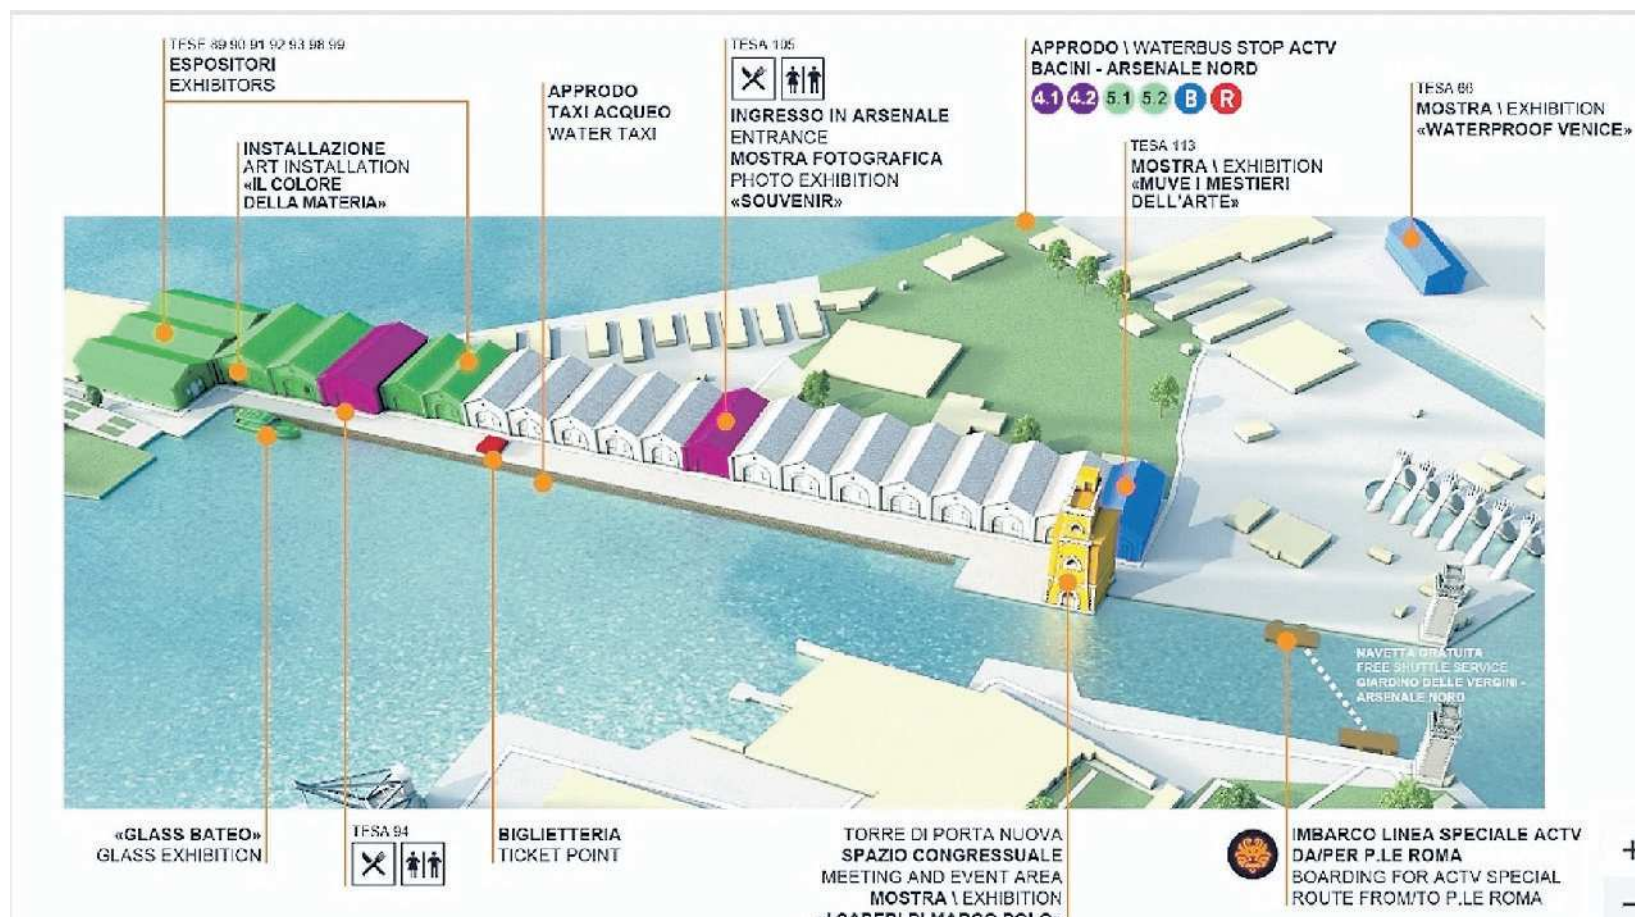 TESE 89 90 91 92 93 98 99
ESPOSITORI
EXHIBITORS
INSTALLAZIONE
ART INSTALLATION
«IL COLORE
DELLA MATERIA»
APPRODO
TAXI ACQUEO
WATER TAXI
TESA 105
INGRESSO IN ARSENALE
ENTRANCE
MOSTRA FOTOGRAFICA
PHOTO EXHIBITION
«SOUVENIR»
APPRODO \ WATERBUS STOP ACTV
BACINI - ARSENALE NORD
4.1 4.2 5.1 5.2 B R
TESA 113
MOSTRA \ EXHIBITION
«MUVE I MESTIERI
DELL'ARTE»
TESA 66
MOSTRA \ EXHIBITION
«WATERPROOF VENICE»
NAVETTA GRATUITA
FREE SHUTTLE SERVICE
GIARDINO DELLE VERGINI -
ARSENALE NORD
«GLASS BATEO»
GLASS EXHIBITION
TESA 94
BIGLIETTERIA
TICKET POINT
TORRE DI PORTA NUOVA
SPAZIO CONGRESSUALE
MEETING AND EVENT AREA
MOSTRA \ EXHIBITION
IMBARCO LINEA SPECIALE ACTV
DA/PER P.LE ROMA
BOARDING FOR ACTV SPECIAL
ROUTE FROM/TO P.LE ROMA